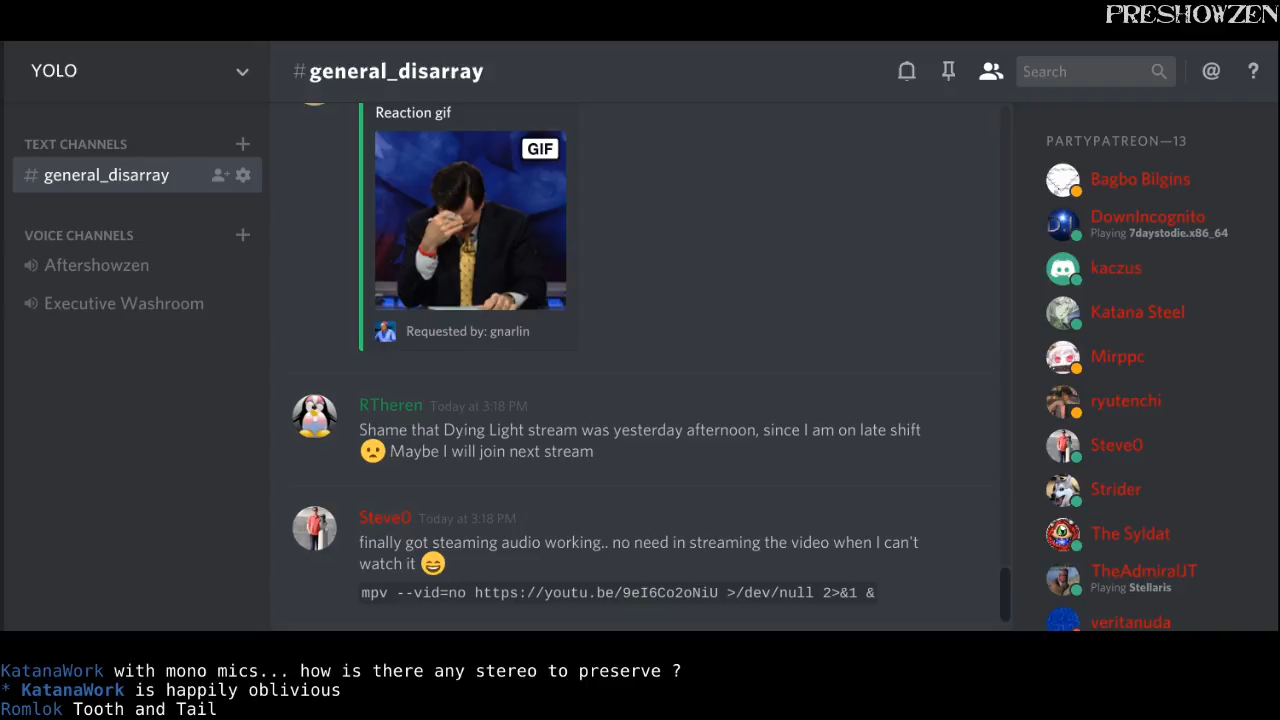 PRESHOWZEN
YOLO
#general_disarray
Search
@
?
TEXT CHANNELS
# general_disarray
VOICE CHANNELS
Aftershowzen
Executive Washroom
Reaction gif
GIF
Requested by: gnarlin
RTheren Today at 3:18 PM
Shame that Dying Light stream was yesterday afternoon, since I am on late shift
Maybe I will join next stream
SteveO Today at 3:18 PM
finally got steaming audio working.. no need in streaming the video when I can't
watch it
mpv --vid=no https://youtu.be/9eI6Co2oNiU >/dev/null 2>&1 &
PARTYPATREON—13
Bagbo Bilgins
DownIncognito
Playing 7daystodie.x86_64
kaczus
Katana Steel
Mirppc
ryutenchi
SteveO
Strider
The Syldat
TheAdmiralJT
Playing Stellaris
veritanuda
KatanaWork with mono mics... how is there any stereo to preserve ?
* KatanaWork is happily oblivious
Romlok Tooth and Tail